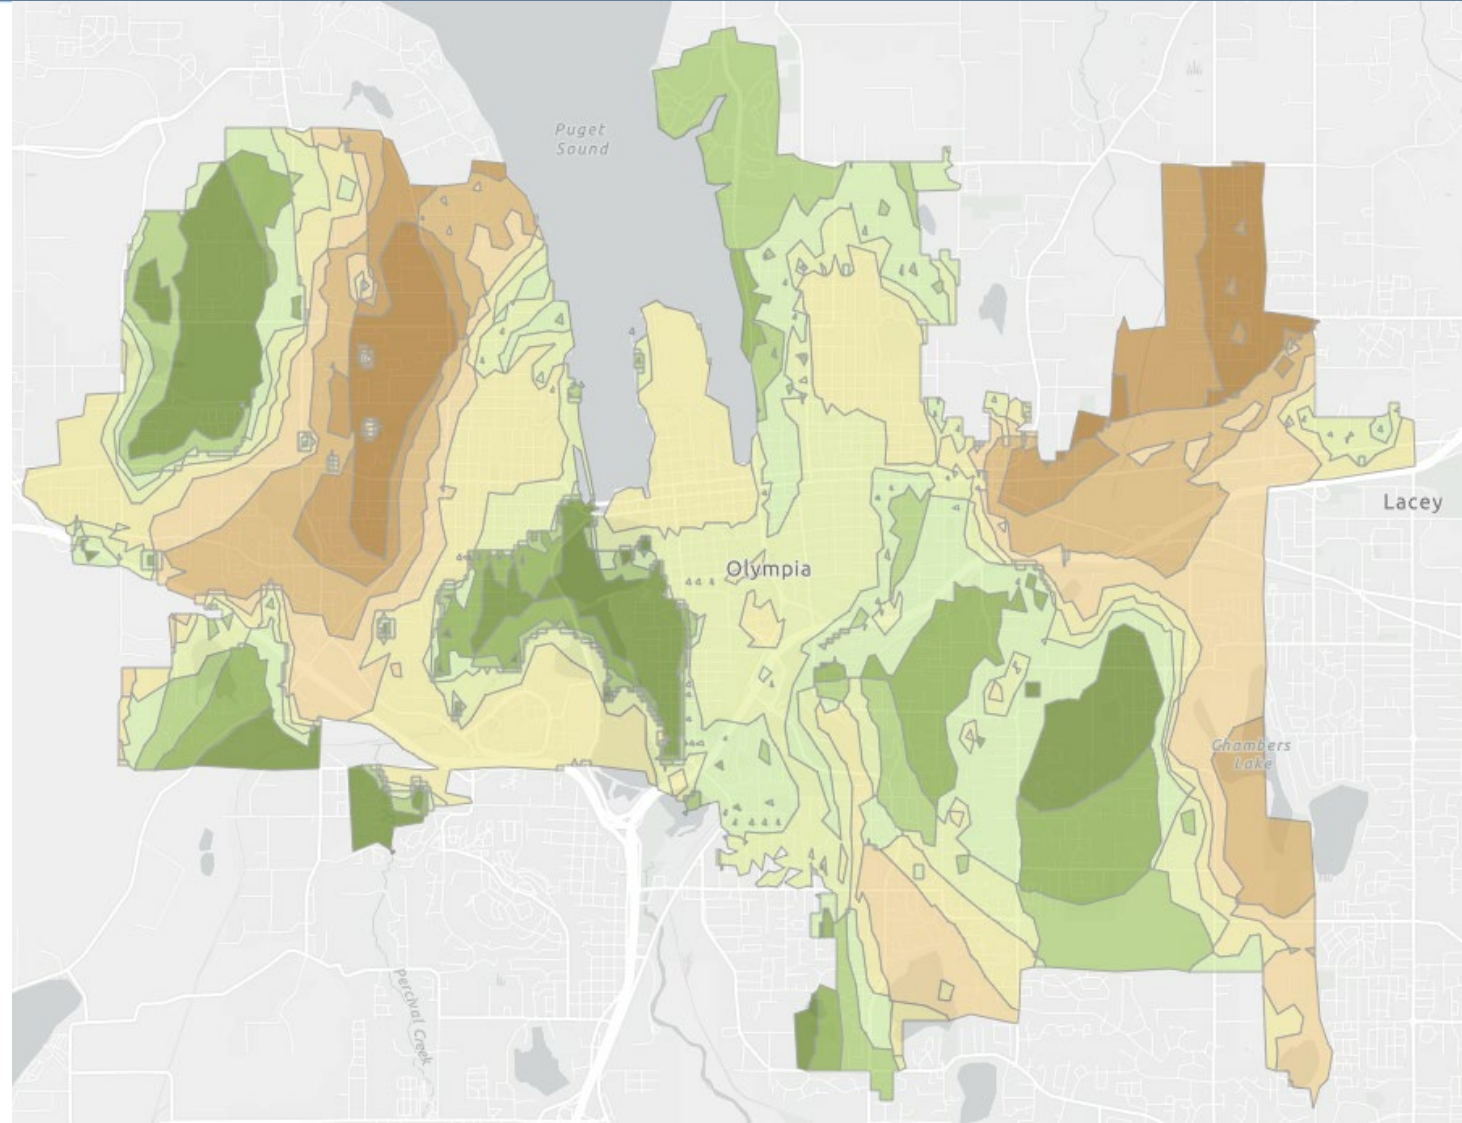 Puget
Sound
Lacey
Olympia
Chambers
Lake
Percival Creek